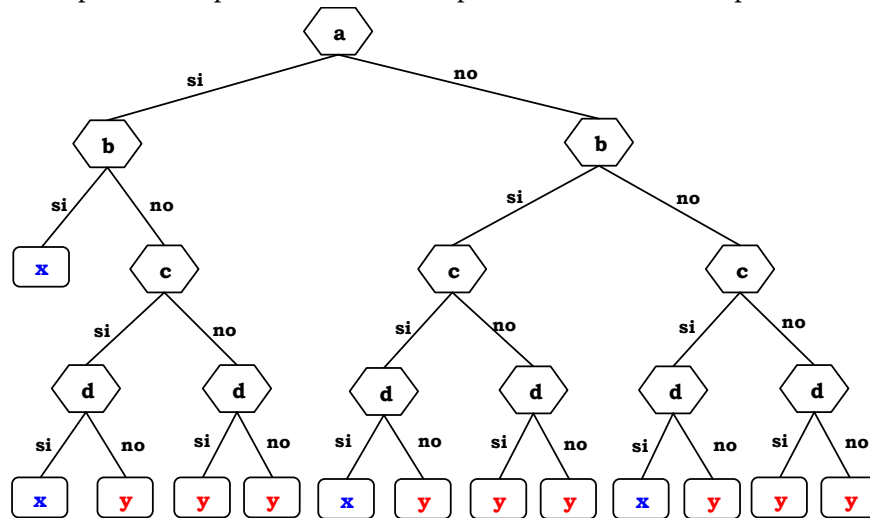 a
si no
b b
si no si no
x c c c
si no si no si no
d d d d d d
si no si no si no si no si no si no
x y y y x y y y x y y y